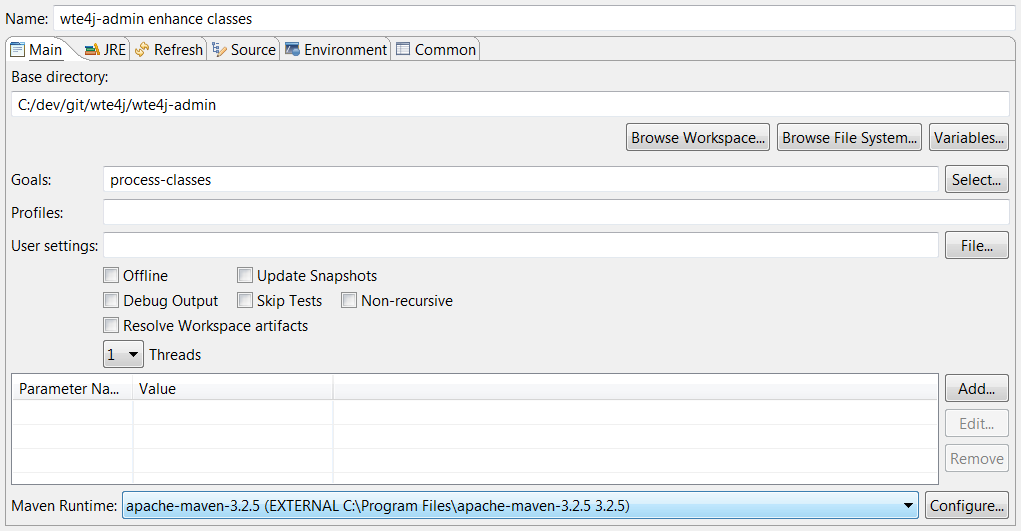 Name: wte4j-admin enhance classes
Main JRE Refresh Source Environment Common
Base directory:
C:/dev/git/wte4j/wte4j-admin
Browse Workspace... Browse File System... Variables...
Goals: process-classes Select...
Profiles:
User settings: File...
Offline Update Snapshots
Debug Output Skip Tests Non-recursive
Resolve Workspace artifacts
1 Threads
Parameter Na... Value Add...
Edit...
Remove
Maven Runtime: apache-maven-3.2.5 (EXTERNAL C:\Program Files\apache-maven-3.2.5 3.2.5) Configure...